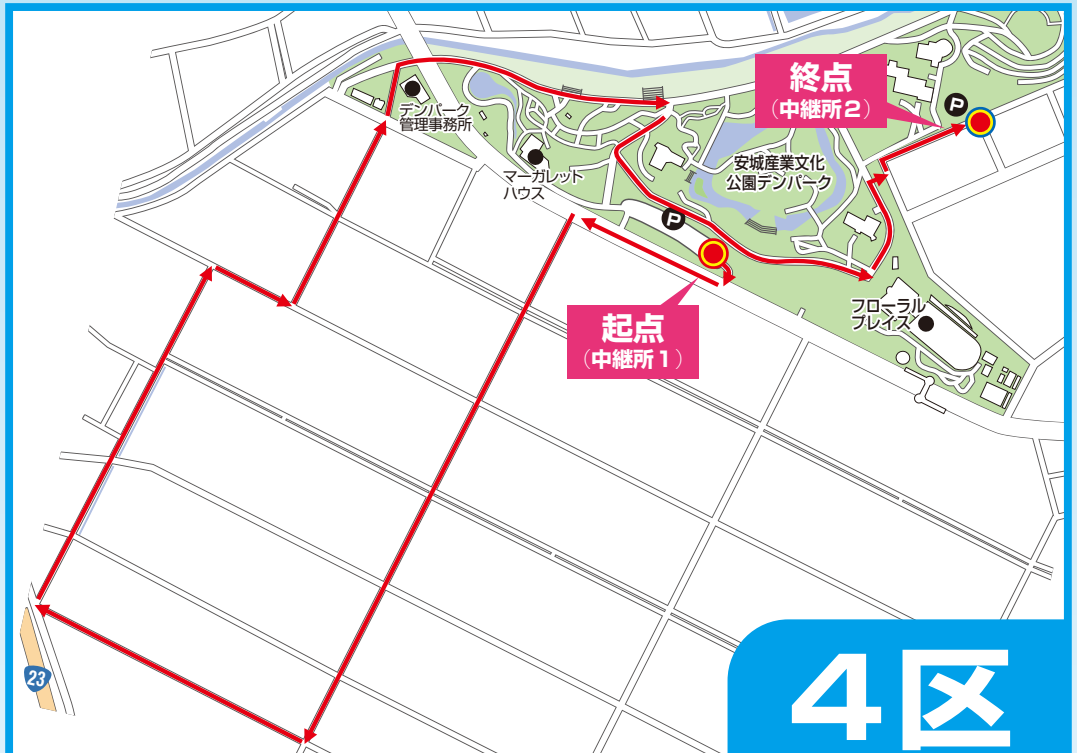 デンパーク
管理事務所
マーガレット
ハウス
P
終点
（中継所２）
P
安城産業文化
公園デンパーク
起点
（中継所１）
フローラル
プレイス
23
4区